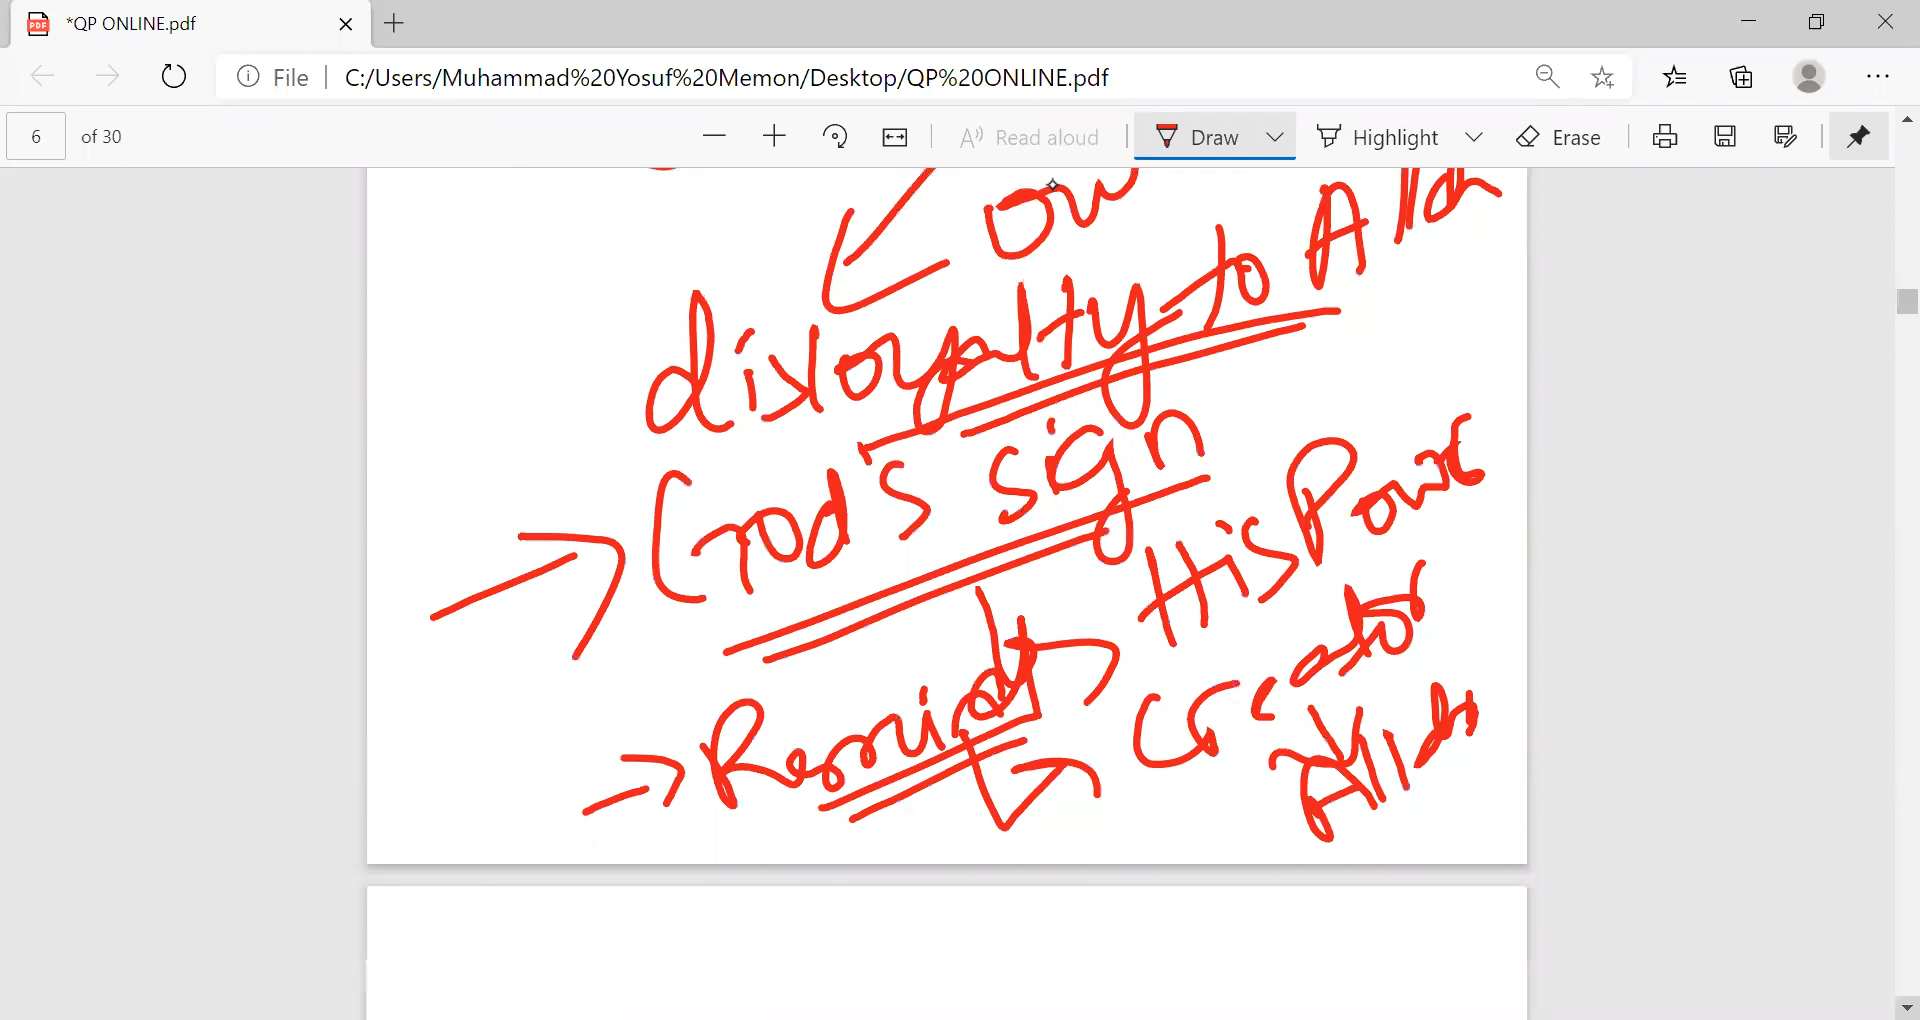 *QP ONLINE.pdf
File | C:/Users/Muhammad%20Yosuf%20Memon/Desktop/QP%20ONLINE.pdf
6 of 30
Read aloud
Draw
Highlight
Erase
disloyalty to Allah
God's sign
His Power
Remind
Creator
Allah